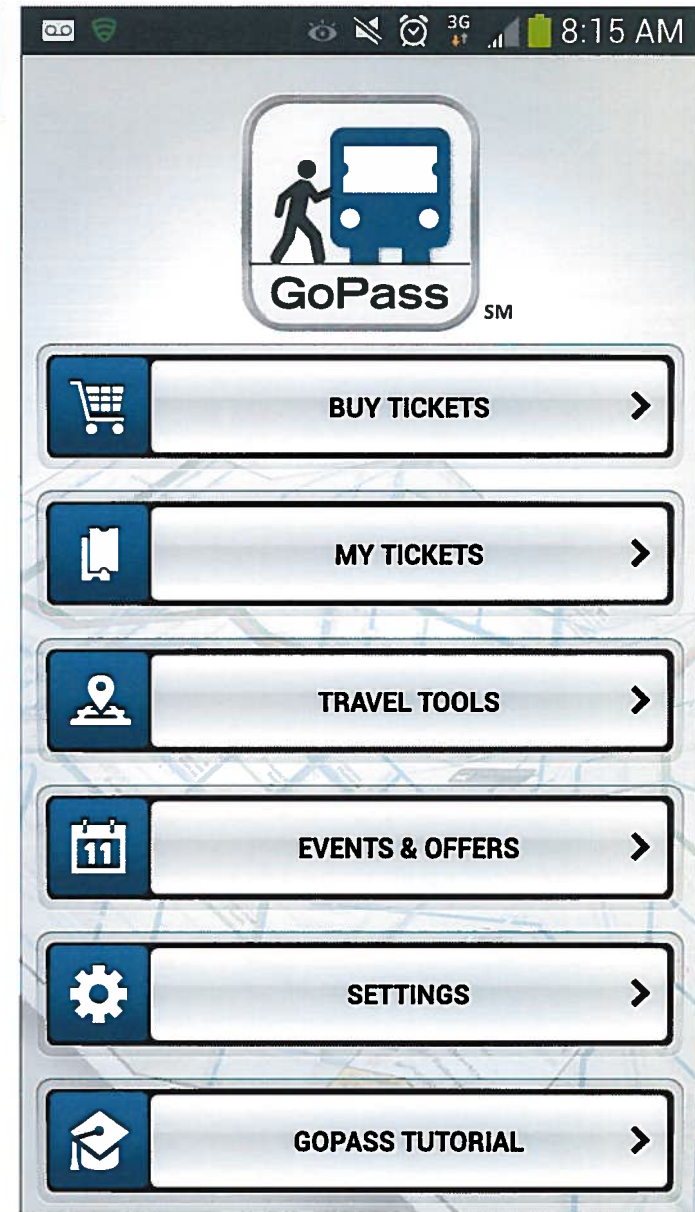 3G
8:15 AM
GoPass
SM
BUY TICKETS
MY TICKETS
TRAVEL TOOLS
11
EVENTS & OFFERS
SETTINGS
GOPASS TUTORIAL